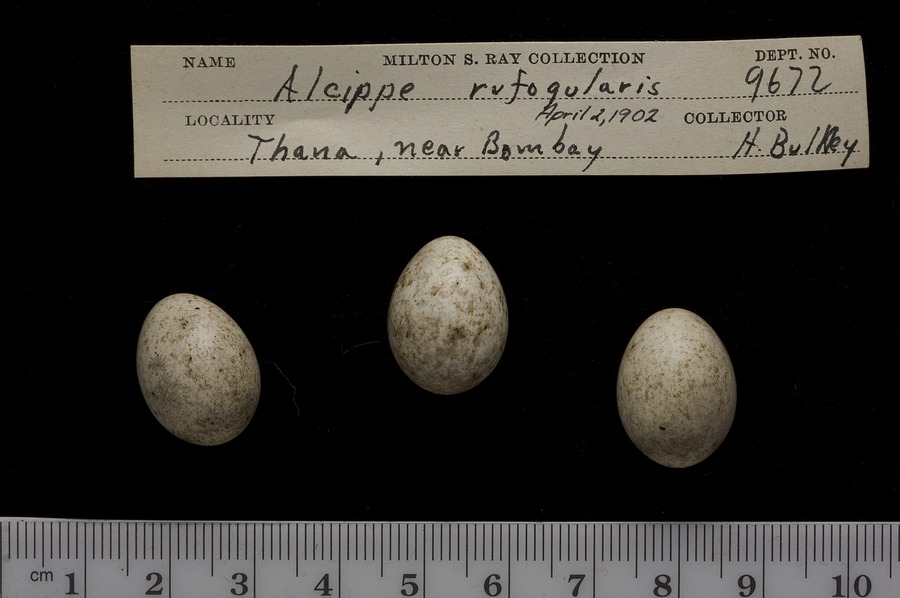 NAME MILTON S. RAY COLLECTION DEPT. NO.
Alcippe rufogularis 9672
LOCALITY April 2, 1902 COLLECTOR
Thana, near Bombay H. Bulkey
cm 1 2 3 4 5 6 7 8 9 10